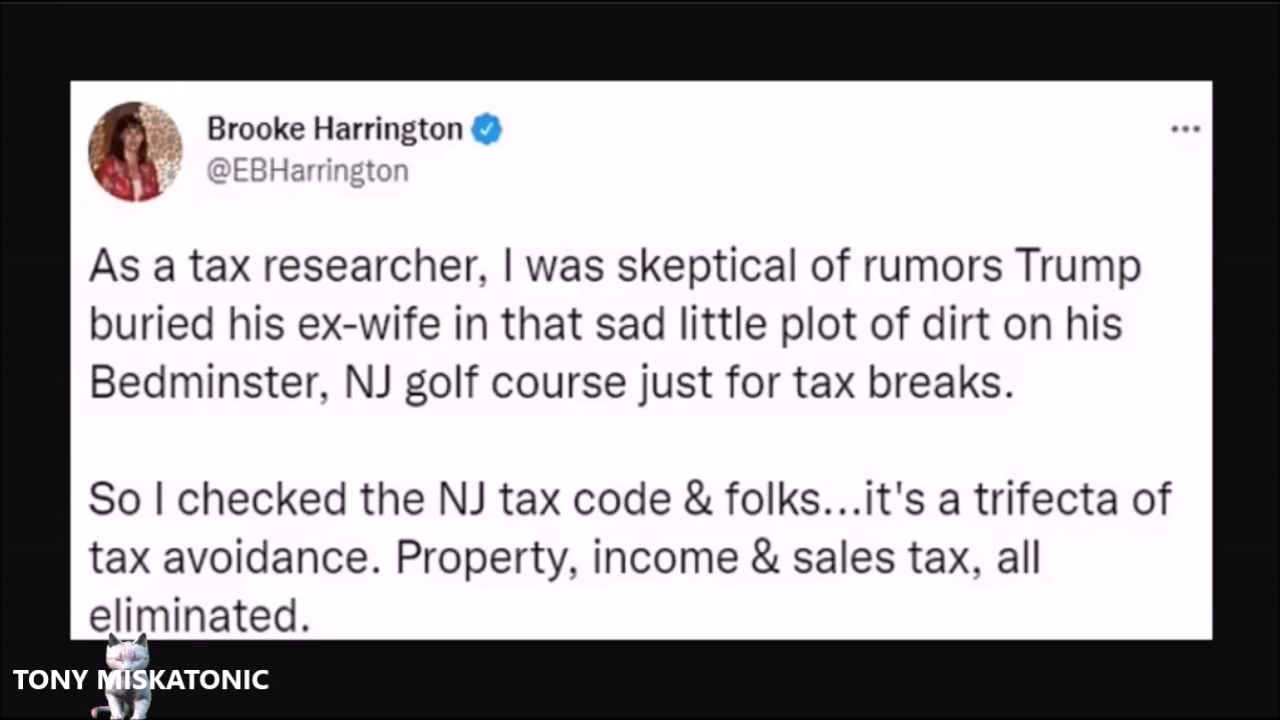 Brooke Harrington
@EBHarrington
As a tax researcher, I was skeptical of rumors Trump
buried his ex-wife in that sad little plot of dirt on his
Bedminster, NJ golf course just for tax breaks.
So I checked the NJ tax code & folks...it's a trifecta of
tax avoidance. Property, income & sales tax, all
eliminated.
TONY MISKATONIC